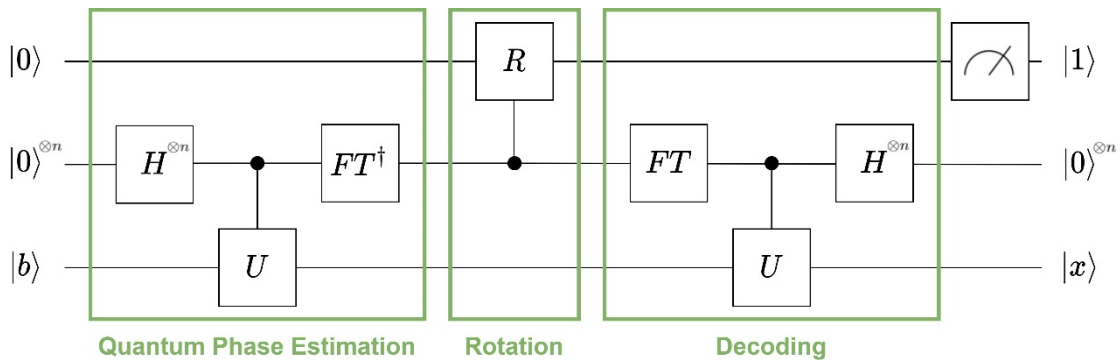 |0⟩ R |1⟩
|0⟩⊗n H⊗n FT† FT H⊗n |0⟩⊗n
|b⟩ U U |x⟩
Quantum Phase Estimation Rotation Decoding